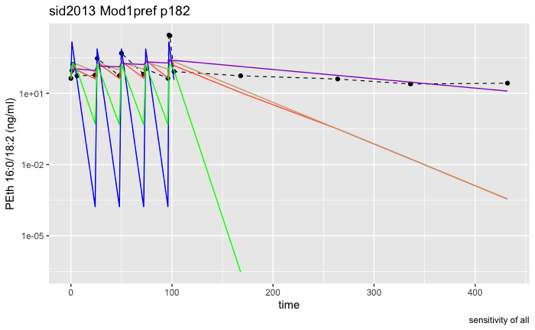 sid2013 Mod1pref p182
PEth 16:0/18:2 (ng/ml)
1e+01
1e-02
1e-05
0
100
200
300
400
time
sensitivity of all